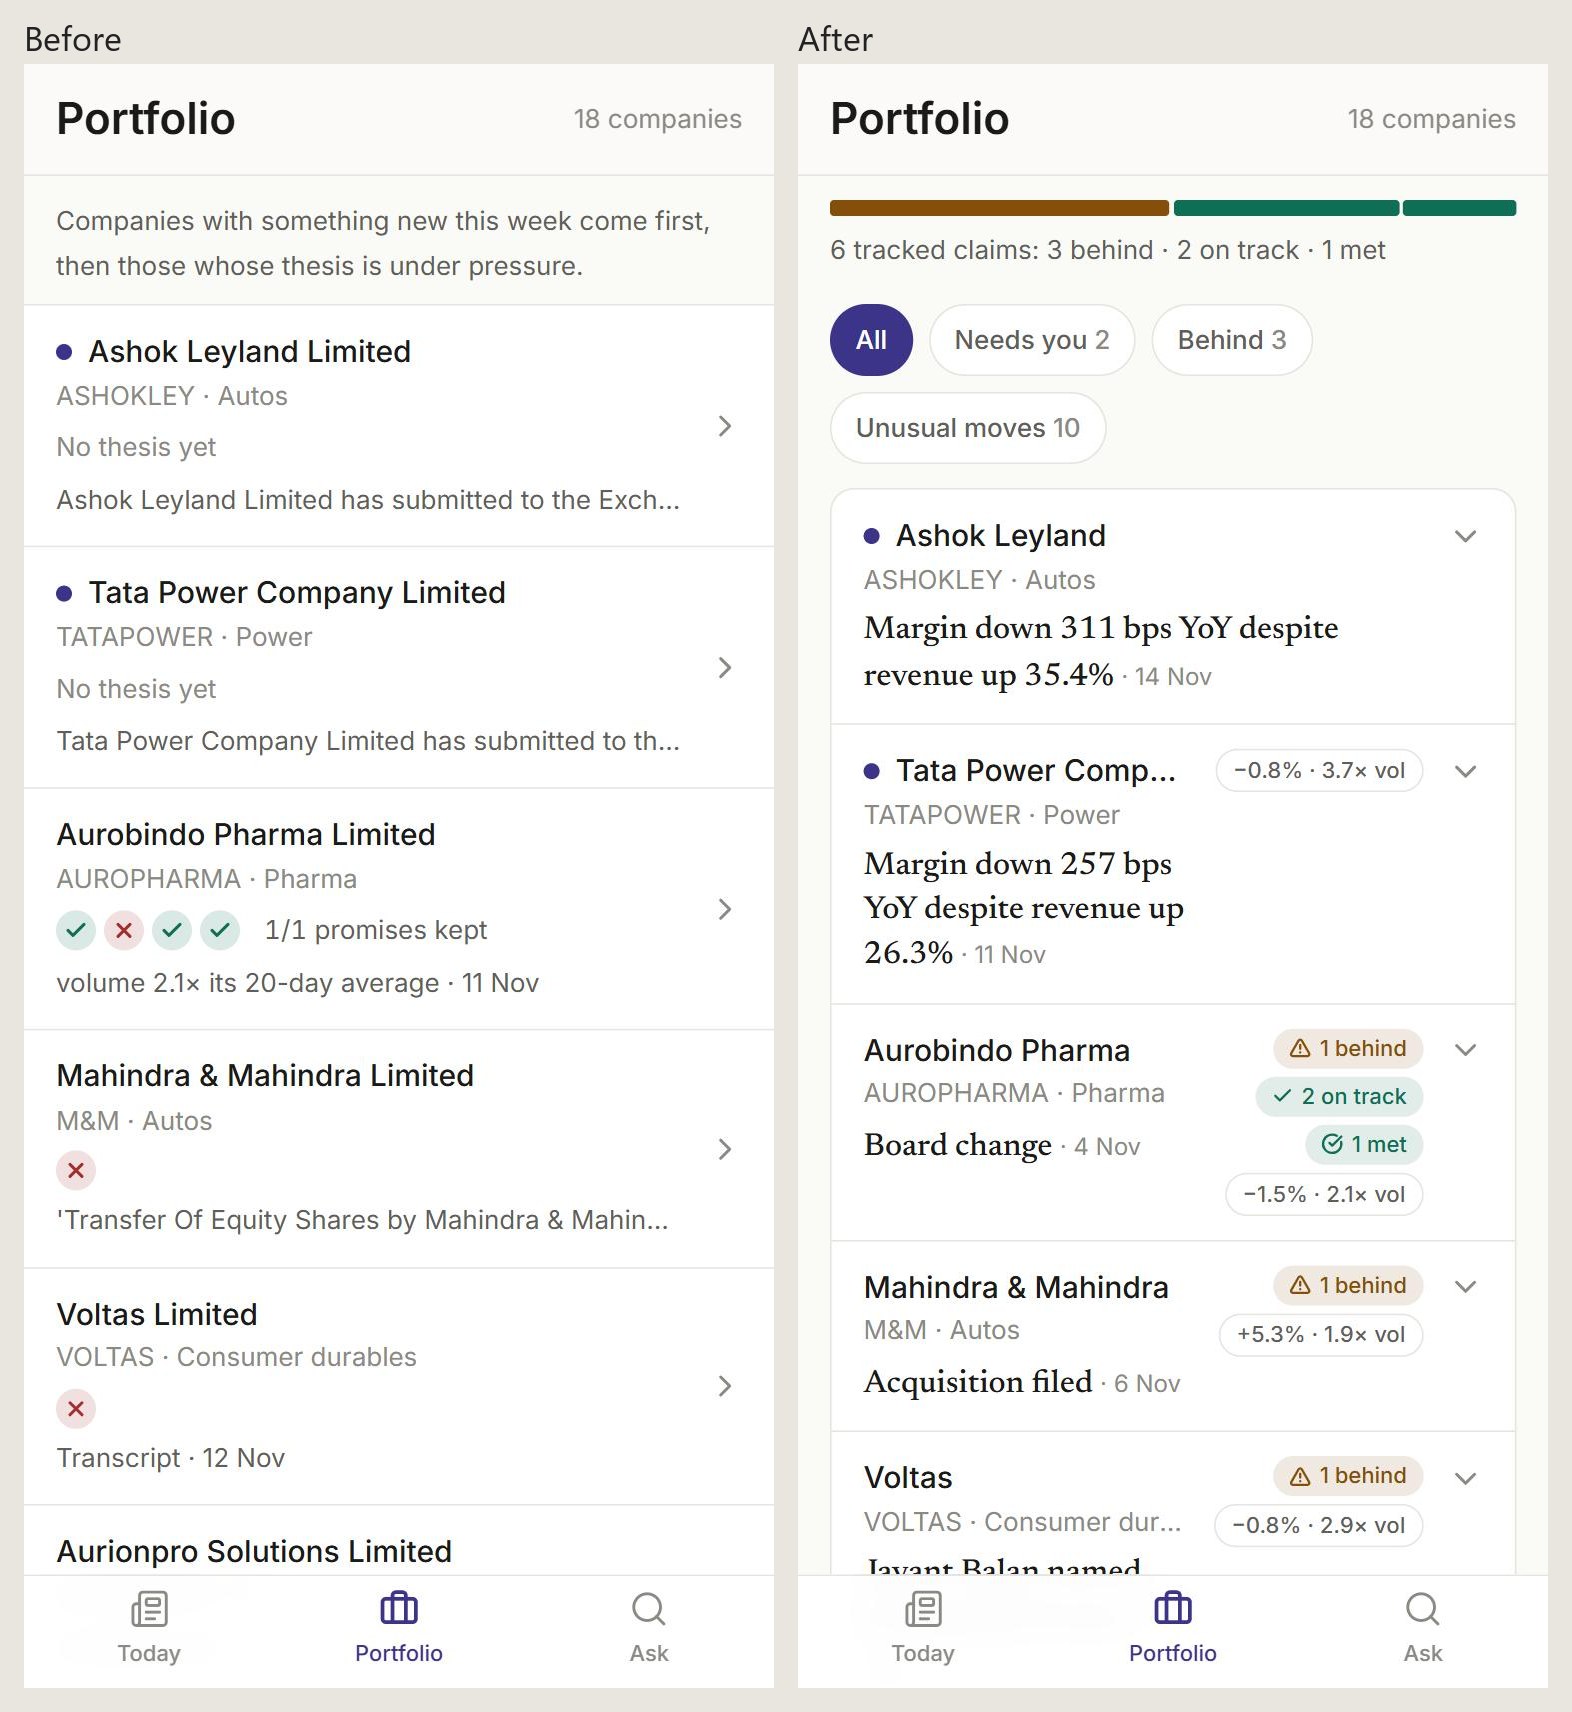 Before
Portfolio
18 companies
Companies with something new this week come first,
then those whose thesis is under pressure.
Ashok Leyland Limited
ASHOKLEY · Autos
No thesis yet
Ashok Leyland Limited has submitted to the Exch...
Tata Power Company Limited
TATAPOWER · Power
No thesis yet
Tata Power Company Limited has submitted to th...
Aurobindo Pharma Limited
AUROPHARMA · Pharma
1/1 promises kept
volume 2.1× its 20-day average · 11 Nov
Mahindra & Mahindra Limited
M&M · Autos
'Transfer Of Equity Shares by Mahindra & Mahin...
Voltas Limited
VOLTAS · Consumer durables
Transcript · 12 Nov
Aurionpro Solutions Limited
Today
Portfolio
Ask
After
Portfolio
18 companies
6 tracked claims: 3 behind · 2 on track · 1 met
All
Needs you 2
Behind 3
Unusual moves 10
Ashok Leyland
ASHOKLEY · Autos
Margin down 311 bps YoY despite
revenue up 35.4% · 14 Nov
Tata Power Comp...
−0.8% · 3.7× vol
TATAPOWER · Power
Margin down 257 bps
YoY despite revenue up
26.3% · 11 Nov
Aurobindo Pharma
1 behind
AUROPHARMA · Pharma
2 on track
Board change · 4 Nov
1 met
−1.5% · 2.1× vol
Mahindra & Mahindra
1 behind
M&M · Autos
+5.3% · 1.9× vol
Acquisition filed · 6 Nov
Voltas
1 behind
VOLTAS · Consumer dur...
−0.8% · 2.9× vol
Jayant Balan named
Today
Portfolio
Ask